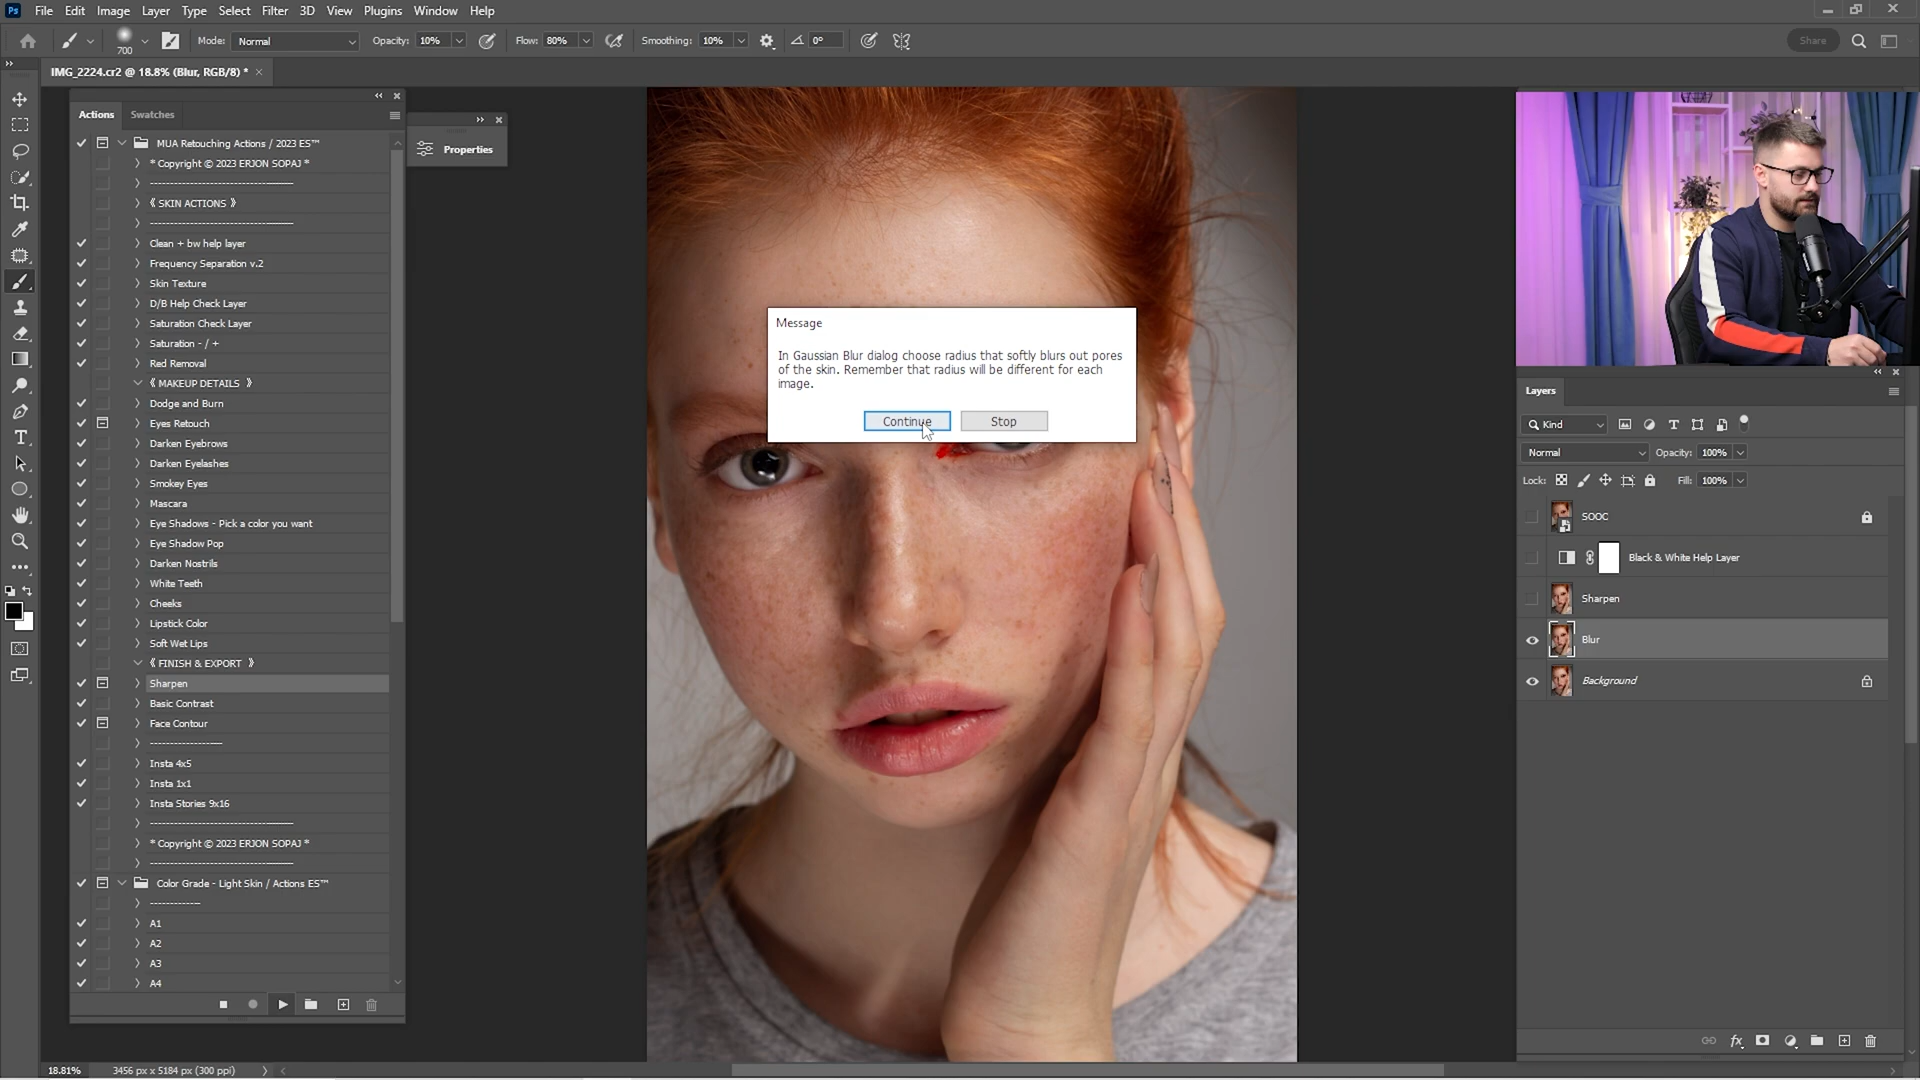 Ps File Edit Image Layer Type Select Filter 3D View Plugins Window Help
700 Mode: Normal Opacity: 10% Flow: 80% Smoothing: 10% 0° Share
IMG_2224.cr2 @ 18.8% (Blur, RGB/8) *
Actions Swatches
MUA Retouching Actions / 2023 ES™
* Copyright © 2023 ERJON SOPAJ *
------------------------------------
《 SKIN ACTIONS 》
------------------------------------
Clean + bw help layer
Frequency Separation v.2
Skin Texture
D/B Help Check Layer
Saturation Check Layer
Saturation - / +
Red Removal
《 MAKEUP DETAILS 》
Dodge and Burn
Eyes Retouch
Darken Eyebrows
Darken Eyelashes
Smokey Eyes
Mascara
Eye Shadows - Pick a color you want
Eye Shadow Pop
Darken Nostrils
White Teeth
Cheeks
Lipstick Color
Soft Wet Lips
《 FINISH & EXPORT 》
Sharpen
Basic Contrast
Face Contour
------------------
Insta 4x5
Insta 1x1
Insta Stories 9x16
------------------------------------
* Copyright © 2023 ERJON SOPAJ *
------------------------------------
Color Grade - Light Skin / Actions ES™
-------------
A1
A2
A3
A4
Properties
Message
In Gaussian Blur dialog choose radius that softly blurs out pores
of the skin. Remember that radius will be different for each
image.
Continue Stop
Layers
Kind
Normal Opacity: 100%
Lock: Fill: 100%
SOOC
Black & White Help Layer
Sharpen
Blur
Background
fx
18.81% 3456 px x 5184 px (300 ppi)